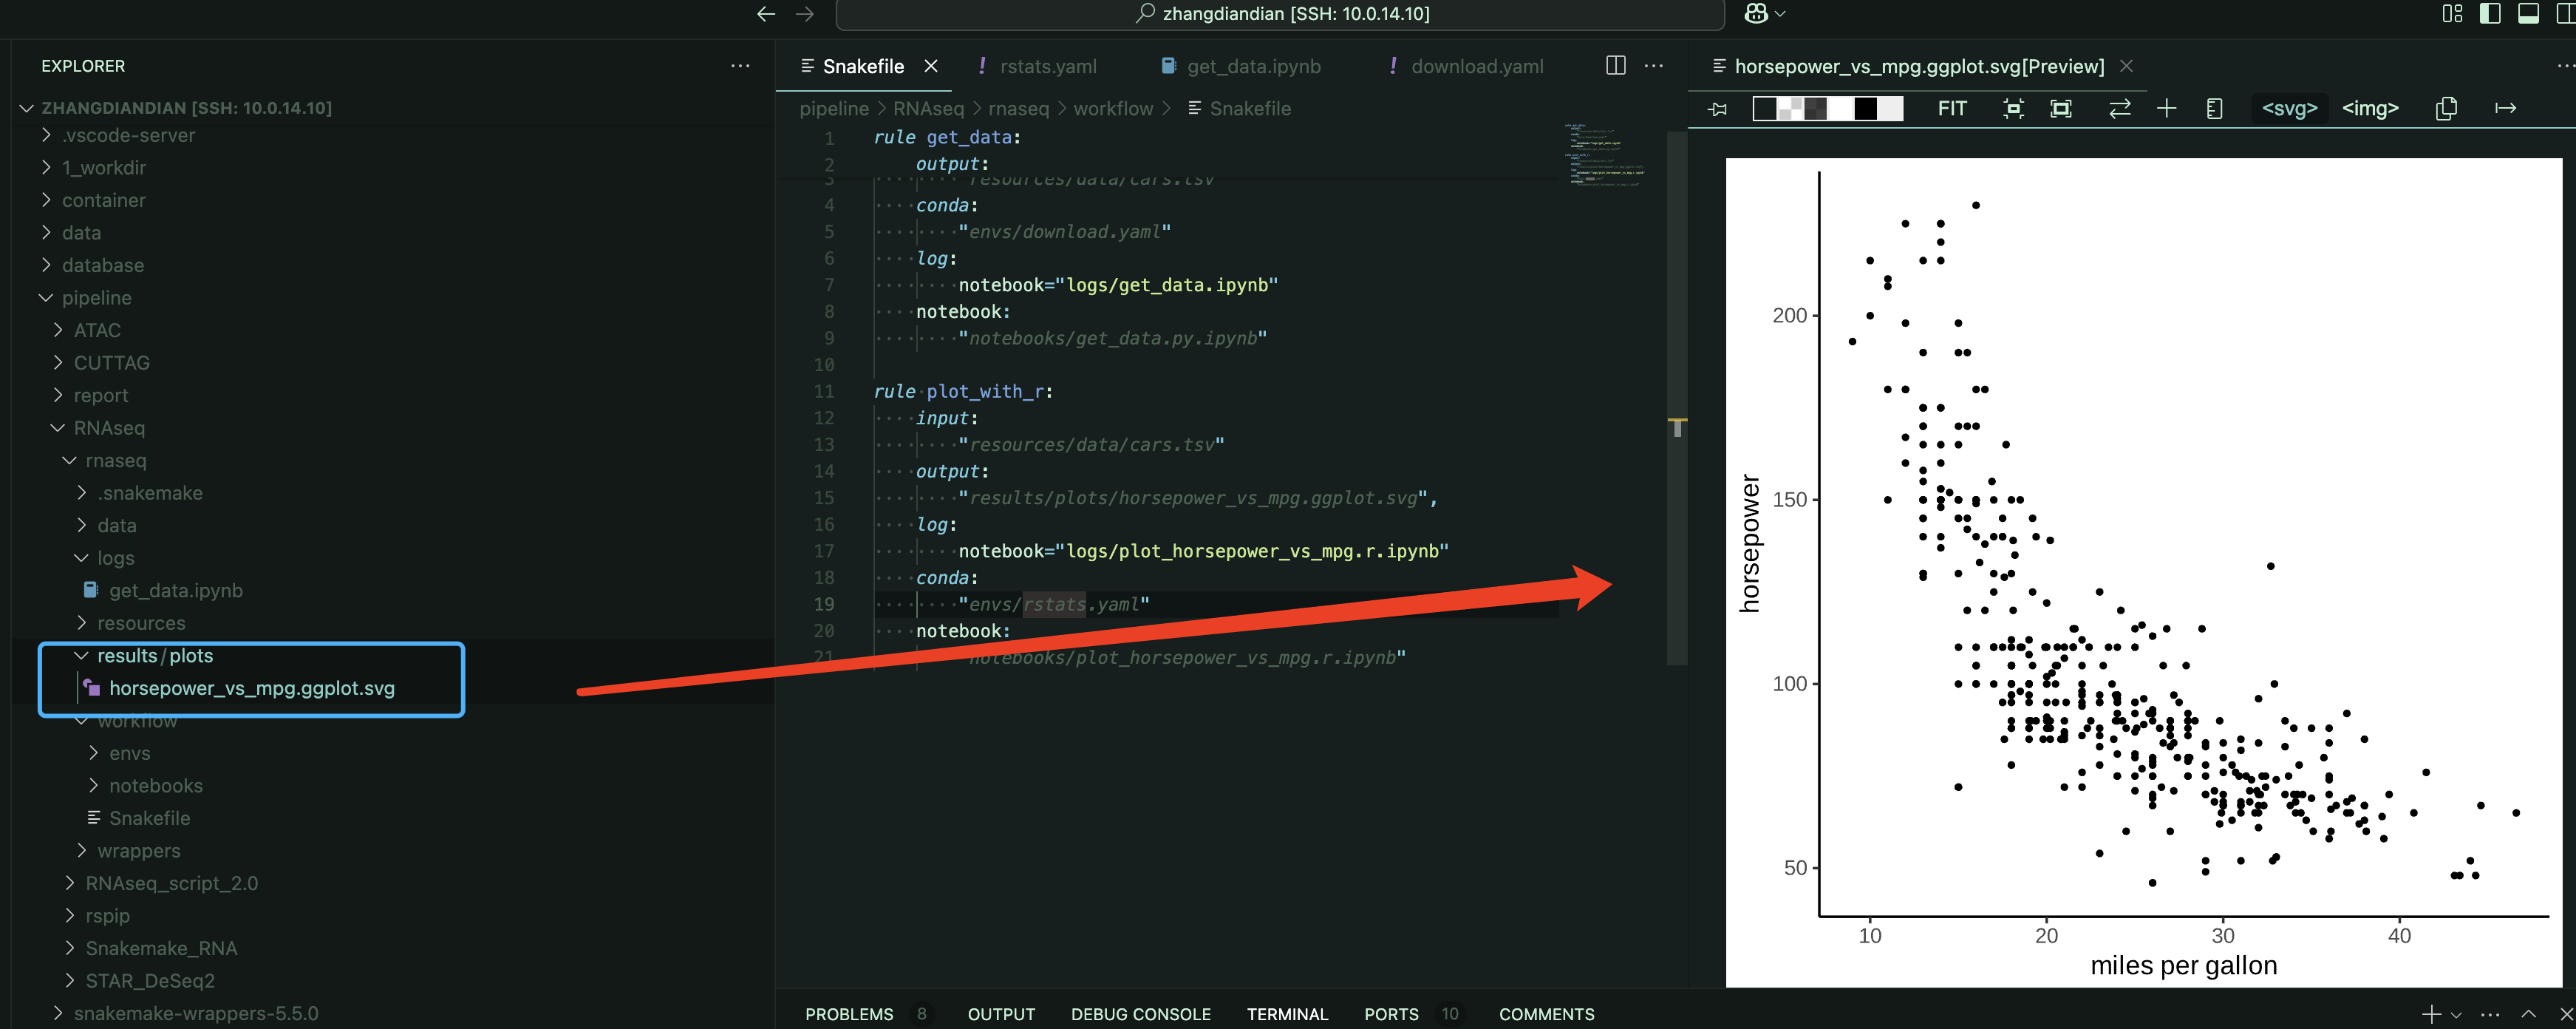 zhangdiandian [SSH: 10.0.14.10]
EXPLORER
ZHANGDIANDIAN [SSH: 10.0.14.10]
.vscode-server
1_workdir
container
data
database
pipeline
ATAC
CUTTAG
report
RNAseq
rnaseq
.snakemake
data
logs
get_data.ipynb
resources
results/plots
horsepower_vs_mpg.ggplot.svg
workflow
envs
notebooks
Snakefile
wrappers
RNAseq_script_2.0
rspip
Snakemake_RNA
STAR_DeSeq2
snakemake-wrappers-5.5.0
Snakefile
! rstats.yaml
get_data.ipynb
! download.yaml
pipeline > RNAseq > rnaseq > workflow > Snakefile
1 rule get_data:
2 output:
3 "resources/data/cars.tsv"
4 conda:
5 "envs/download.yaml"
6 log:
7 notebook="logs/get_data.ipynb"
8 notebook:
9 "notebooks/get_data.py.ipynb"
10
11 rule plot_with_r:
12 input:
13 "resources/data/cars.tsv"
14 output:
15 "results/plots/horsepower_vs_mpg.ggplot.svg",
16 log:
17 notebook="logs/plot_horsepower_vs_mpg.r.ipynb"
18 conda:
19 "envs/rstats.yaml"
20 notebook:
21 "notebooks/plot_horsepower_vs_mpg.r.ipynb"
horsepower_vs_mpg.ggplot.svg[Preview]
FIT
<svg>
<img>
horsepower
200
150
100
50
10
20
30
40
miles per gallon
PROBLEMS 8
OUTPUT
DEBUG CONSOLE
TERMINAL
PORTS 10
COMMENTS